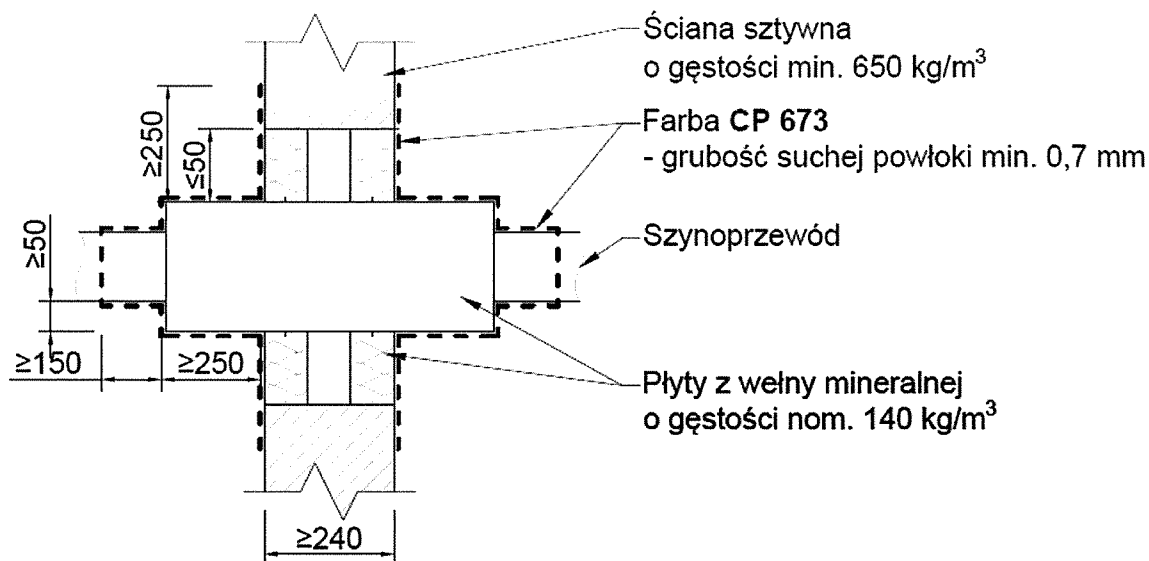 Ściana sztywna
o gęstości min. 650 kg/m³
Farba CP 673
- grubość suchej powłoki min. 0,7 mm
Szynoprzewód
Płyty z wełny mineralnej
o gęstości nom. 140 kg/m³
≥250
≤50
≥50
≥150
≥250
≥240